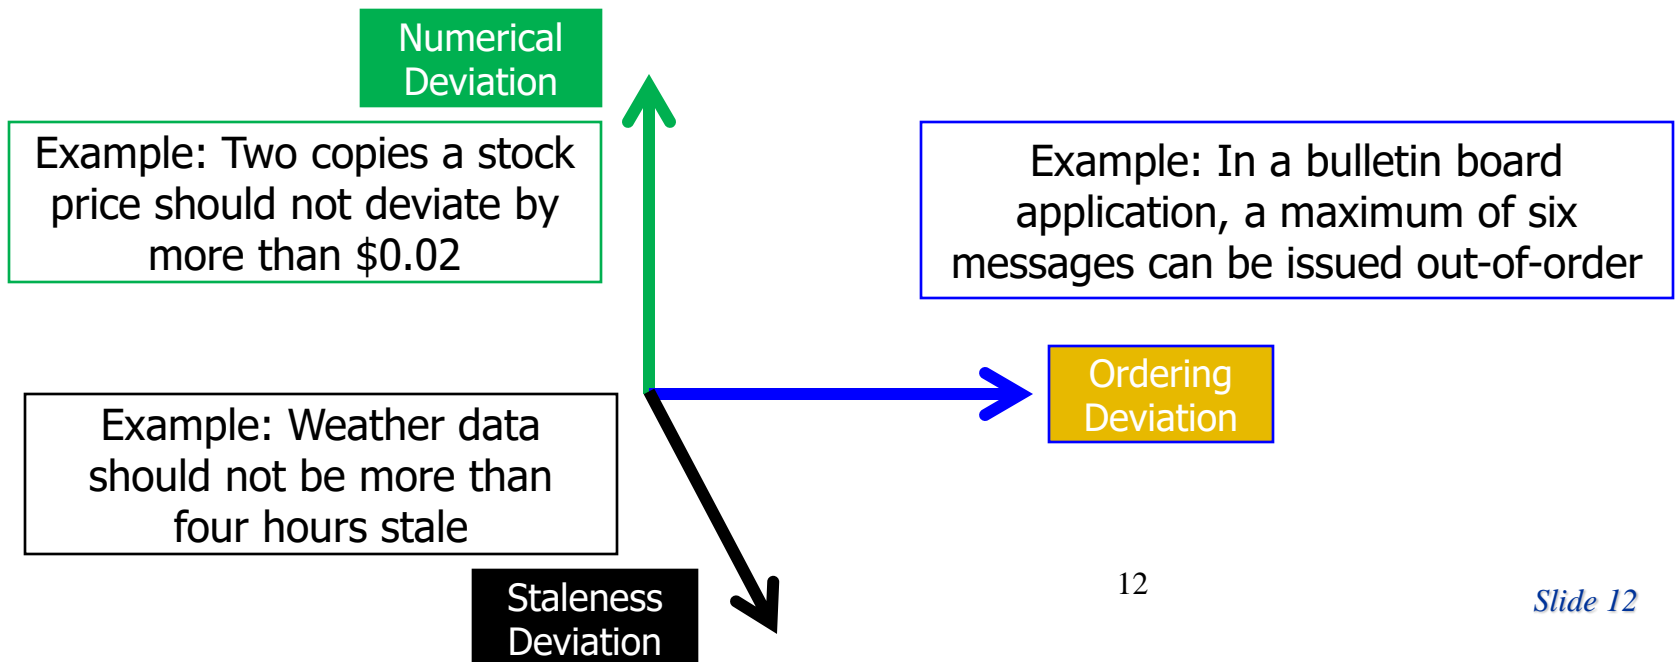 Numerical
Deviation
Example: Two copies a stock
price should not deviate by
more than $0.02
Example: In a bulletin board
application, a maximum of six
messages can be issued out-of-order
Ordering
Deviation
Example: Weather data
should not be more than
four hours stale
Staleness
Deviation
12
Slide 12